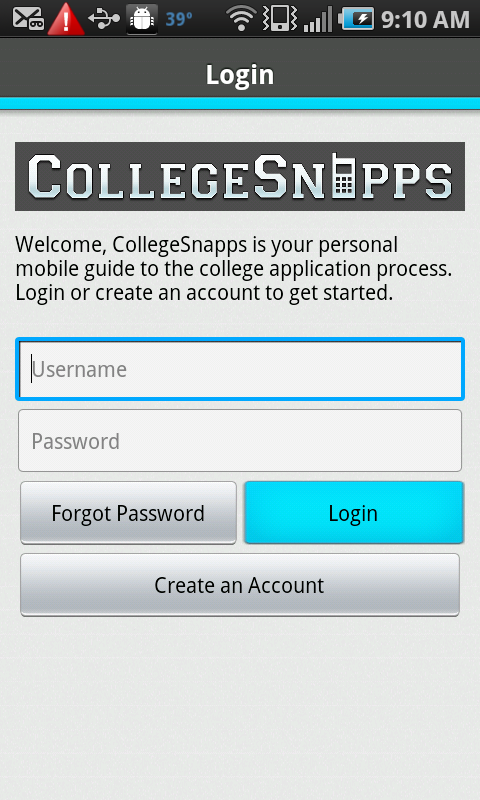 39° 9:10 AM
Login
COLLEGESNAPPS
Welcome, CollegeSnapps is your personal
mobile guide to the college application process.
Login or create an account to get started.
Username
Password
Forgot Password Login
Create an Account